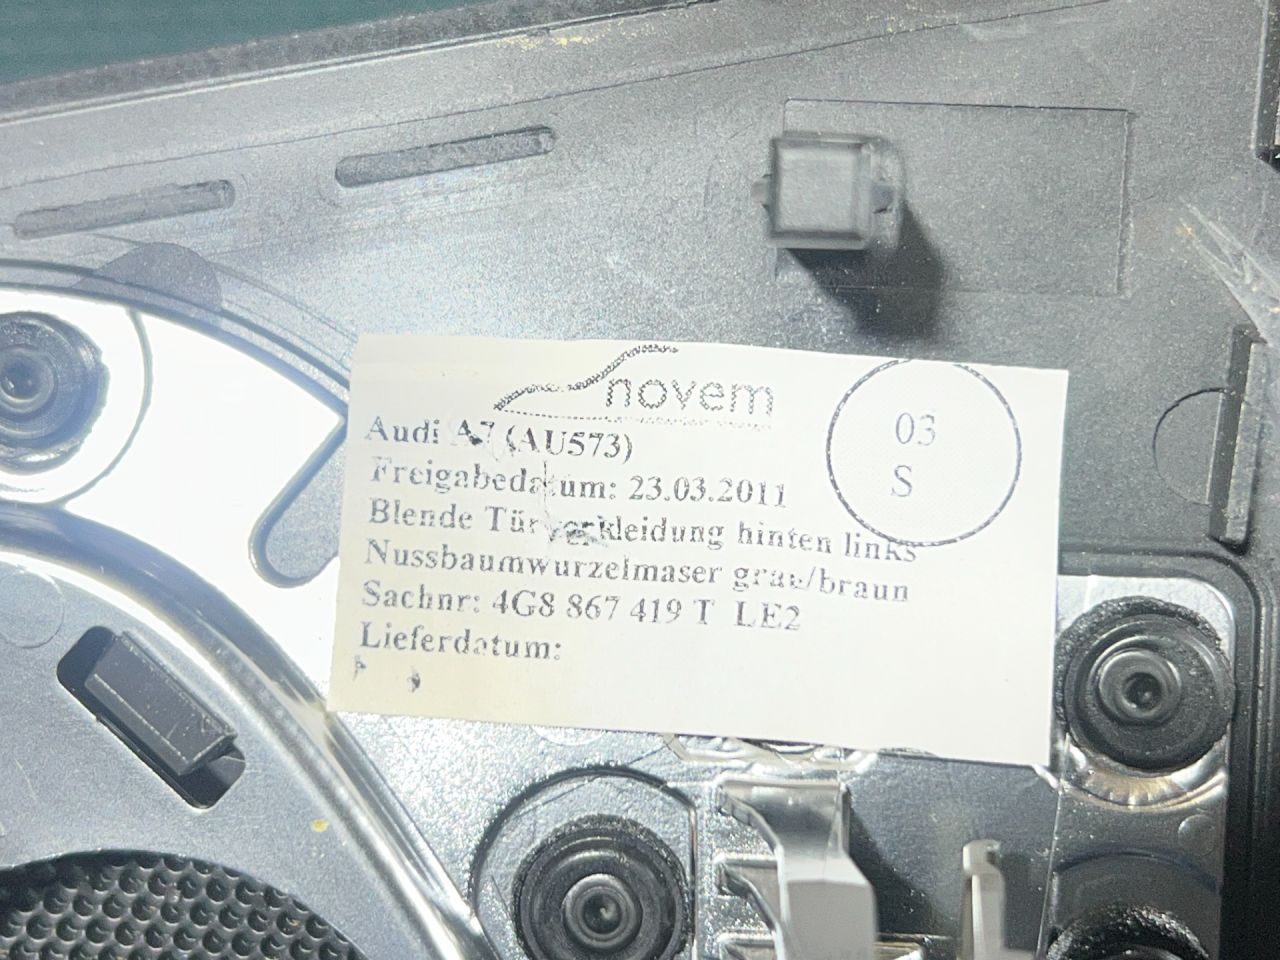 novem
03
S
Audi A7 (AU573)
Freigabedatum: 23.03.2011
Blende Türverkleidung hinten links
Nussbaumwurzelmaser grau/braun
Sachnr: 4G8 867 419 T LE2
Lieferdatum: